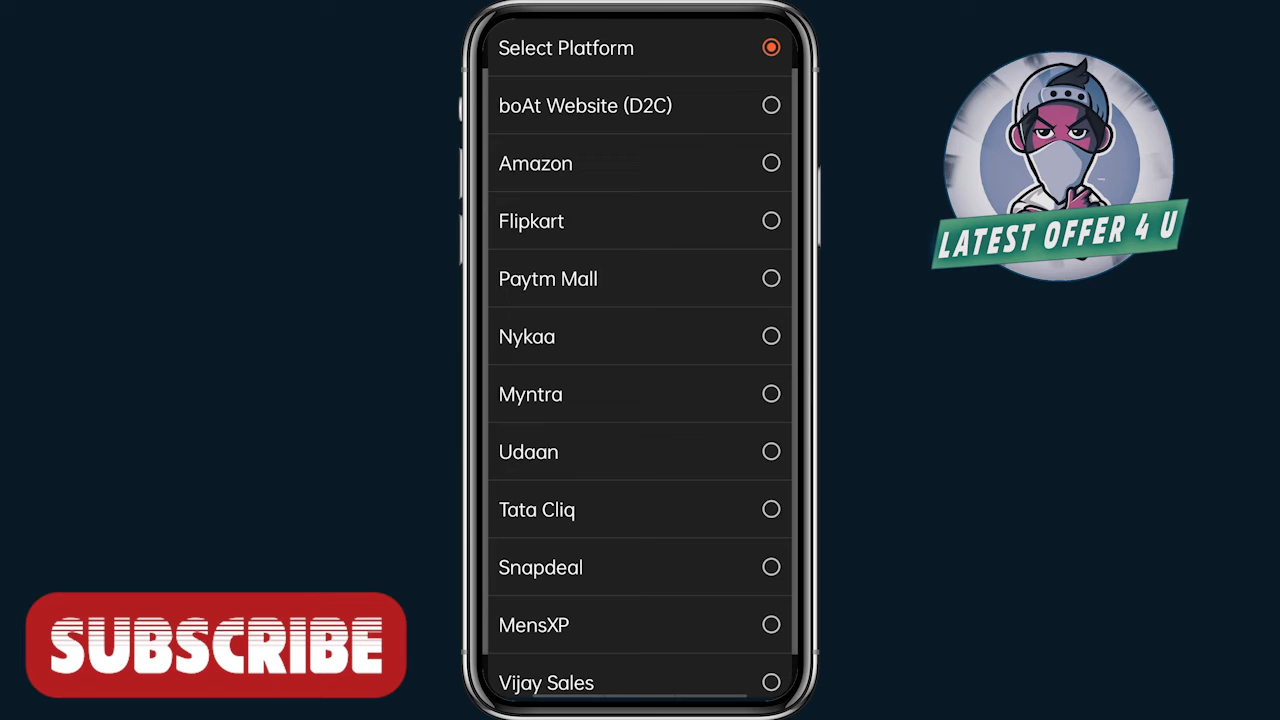 Select Platform
boAt Website (D2C)
Amazon
Flipkart
Paytm Mall
Nykaa
Myntra
Udaan
Tata Cliq
Snapdeal
MensXP
Vijay Sales
LATEST OFFER 4 U
SUBSCRIBE